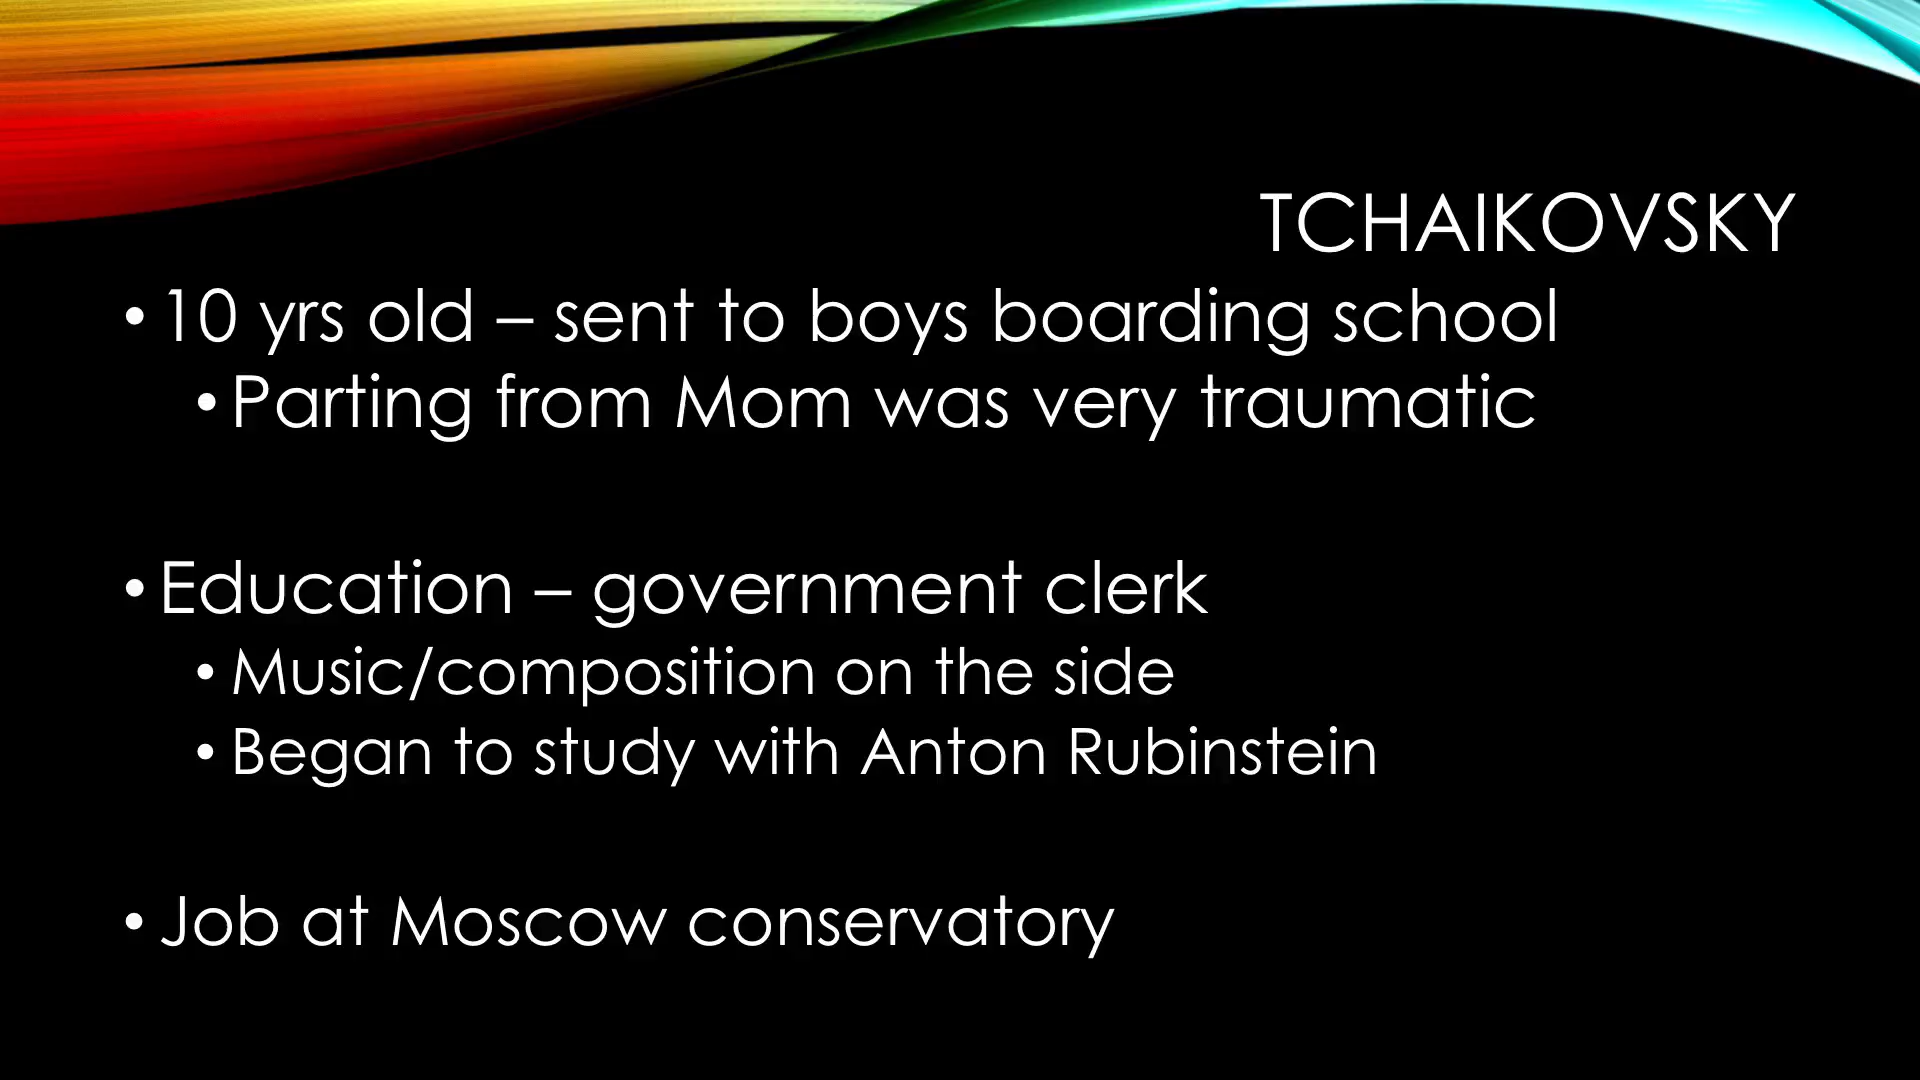 TCHAIKOVSKY
• 10 yrs old – sent to boys boarding school
• Parting from Mom was very traumatic
• Education – government clerk
• Music/composition on the side
• Began to study with Anton Rubinstein
• Job at Moscow conservatory